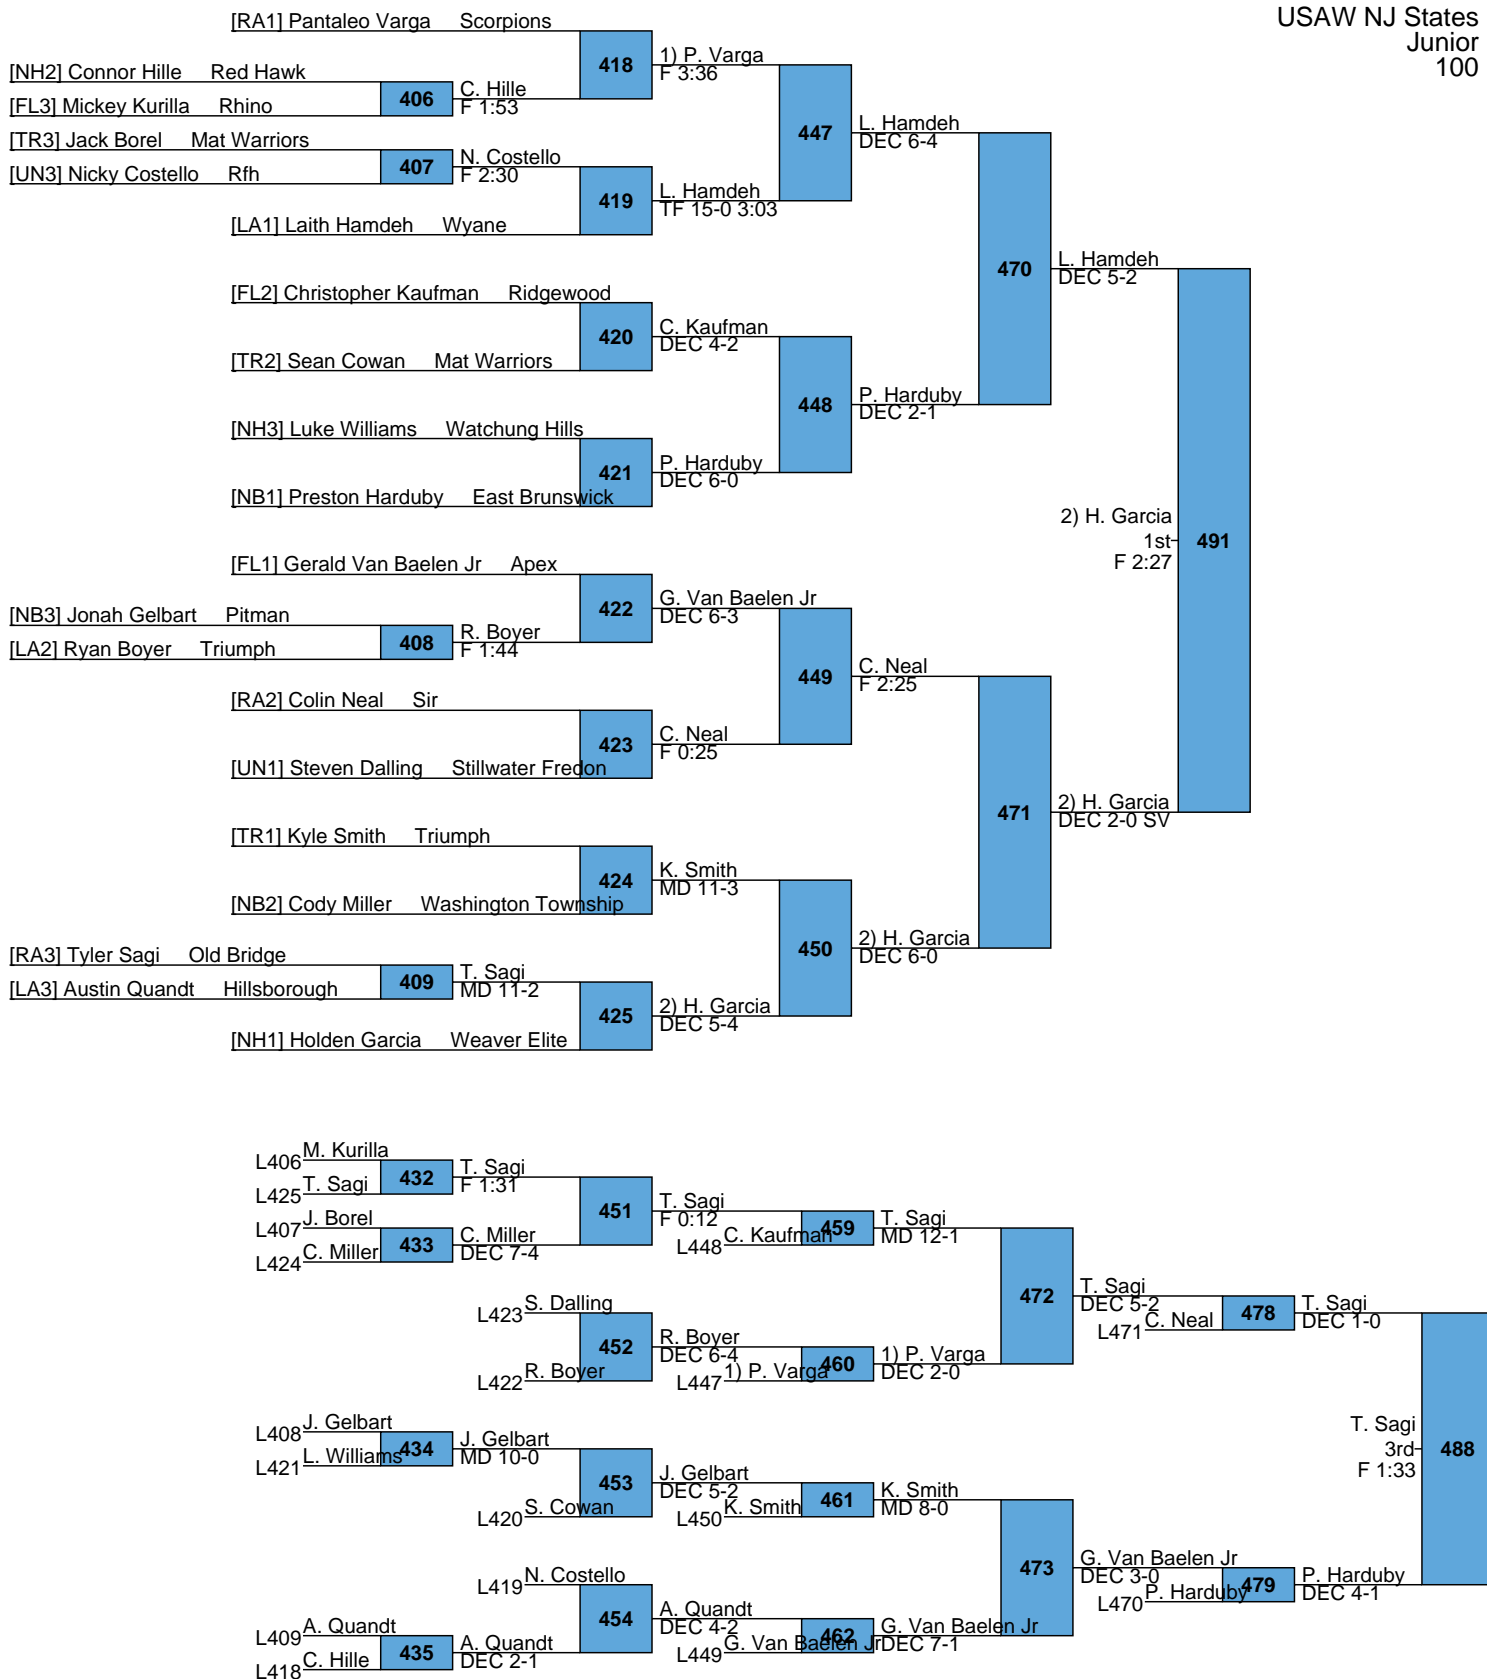 USAW NJ States
Junior
100
[RA1] Pantaleo Varga Scorpions
418
1) P. Varga
F 3:36
[NH2] Connor Hille Red Hawk
406
C. Hille
F 1:53
[FL3] Mickey Kurilla Rhino
447
L. Hamdeh
DEC 6-4
[TR3] Jack Borel Mat Warriors
407
N. Costello
F 2:30
[UN3] Nicky Costello Rfh
419
L. Hamdeh
TF 15-0 3:03
[LA1] Laith Hamdeh Wyane
470
L. Hamdeh
DEC 5-2
[FL2] Christopher Kaufman Ridgewood
420
C. Kaufman
DEC 4-2
[TR2] Sean Cowan Mat Warriors
448
P. Harduby
DEC 2-1
[NH3] Luke Williams Watchung Hills
421
P. Harduby
DEC 6-0
[NB1] Preston Harduby East Brunswick
2) H. Garcia
1st
F 2:27
491
[FL1] Gerald Van Baelen Jr Apex
422
G. Van Baelen Jr
DEC 6-3
[NB3] Jonah Gelbart Pitman
408
R. Boyer
F 1:44
[LA2] Ryan Boyer Triumph
449
C. Neal
F 2:25
[RA2] Colin Neal Sir
423
C. Neal
F 0:25
[UN1] Steven Dalling Stillwater Fredon
471
2) H. Garcia
DEC 2-0 SV
[TR1] Kyle Smith Triumph
424
K. Smith
MD 11-3
[NB2] Cody Miller Washington Township
450
2) H. Garcia
DEC 6-0
[RA3] Tyler Sagi Old Bridge
409
T. Sagi
MD 11-2
[LA3] Austin Quandt Hillsborough
425
2) H. Garcia
DEC 5-4
[NH1] Holden Garcia Weaver Elite
L406 M. Kurilla
432
T. Sagi
F 1:31
L425 T. Sagi
451
T. Sagi
F 0:12
L407 J. Borel
433
C. Miller
DEC 7-4
L424 C. Miller
459
T. Sagi
MD 12-1
L448 C. Kaufman
472
T. Sagi
DEC 5-2
L423 S. Dalling
452
R. Boyer
DEC 6-4
L422 R. Boyer
460
1) P. Varga
DEC 2-0
L447 1) P. Varga
478
T. Sagi
DEC 1-0
L471 C. Neal
L408 J. Gelbart
434
J. Gelbart
MD 10-0
L421 L. Williams
453
J. Gelbart
DEC 5-2
L420 S. Cowan
461
K. Smith
MD 8-0
L450 K. Smith
T. Sagi
3rd
F 1:33
488
473
G. Van Baelen Jr
DEC 3-0
L419 N. Costello
454
A. Quandt
DEC 4-2
L409 A. Quandt
435
A. Quandt
DEC 2-1
L418 C. Hille
462
G. Van Baelen Jr
DEC 7-1
L449 G. Van Baelen Jr
479
P. Harduby
DEC 4-1
L470 P. Harduby